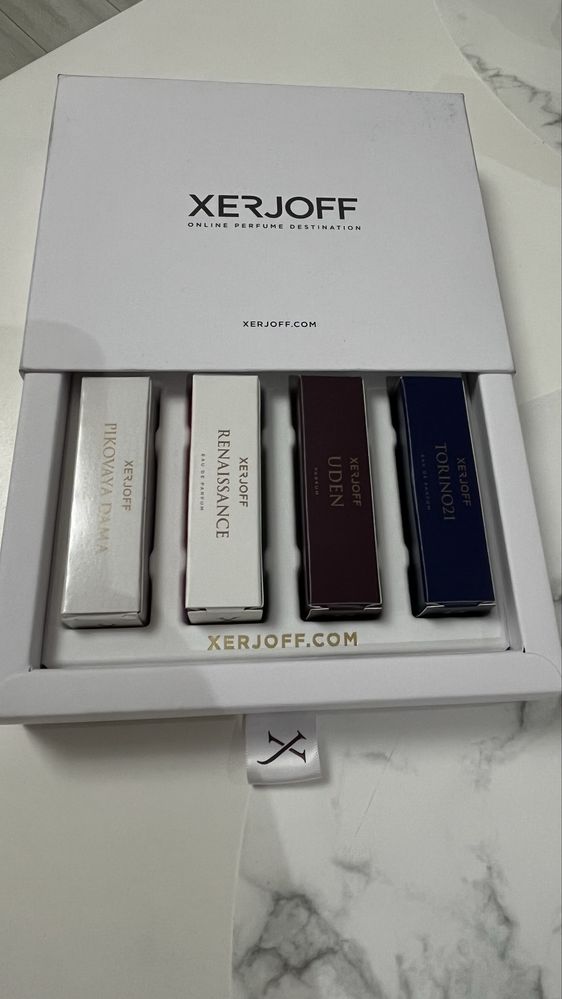 XERJOFF
ONLINE PERFUME DESTINATION
XERJOFF.COM
XERJOFF
PIKOVAYA DAMA
XERJOFF
RENAISSANCE
EAU DE PARFUM
XERJOFF
UDEN
PARFUM
XERJOFF
TORINO21
EAU DE PARFUM
XERJOFF.COM